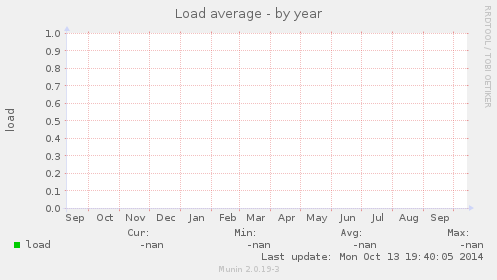 Load average - by year
RRDTOOL / TOBI OETIKER
load
1.0
0.9
0.8
0.7
0.6
0.5
0.4
0.3
0.2
0.1
0.0
Sep Oct Nov Dec Jan Feb Mar Apr May Jun Jul Aug Sep
Cur: Min: Avg: Max:
load -nan -nan -nan -nan
Last update: Mon Oct 13 19:40:05 2014
Munin 2.0.19-3